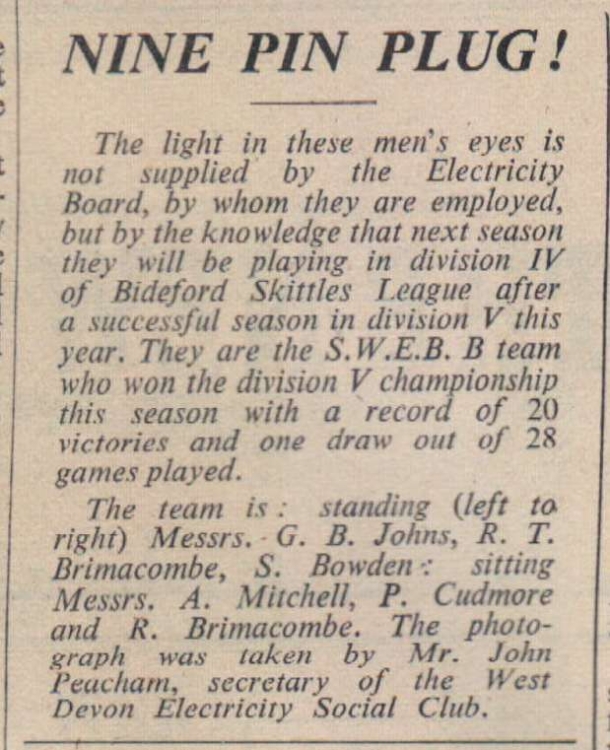 NINE PIN PLUG!
The light in these men's eyes is
not supplied by the Electricity
Board, by whom they are employed,
but by the knowledge that next season
they will be playing in division IV
of Bideford Skittles League after
a successful season in division V this
year. They are the S.W.E.B. B team
who won the division V championship
this season with a record of 20
victories and one draw out of 28
games played.
The team is : standing (left to
right) Messrs. G. B. Johns, R. T.
Brimacombe, S. Bowden : sitting
Messrs. A. Mitchell, P. Cudmore
and R. Brimacombe. The photo-
graph was taken by Mr. John
Peacham, secretary of the West
Devon Electricity Social Club.